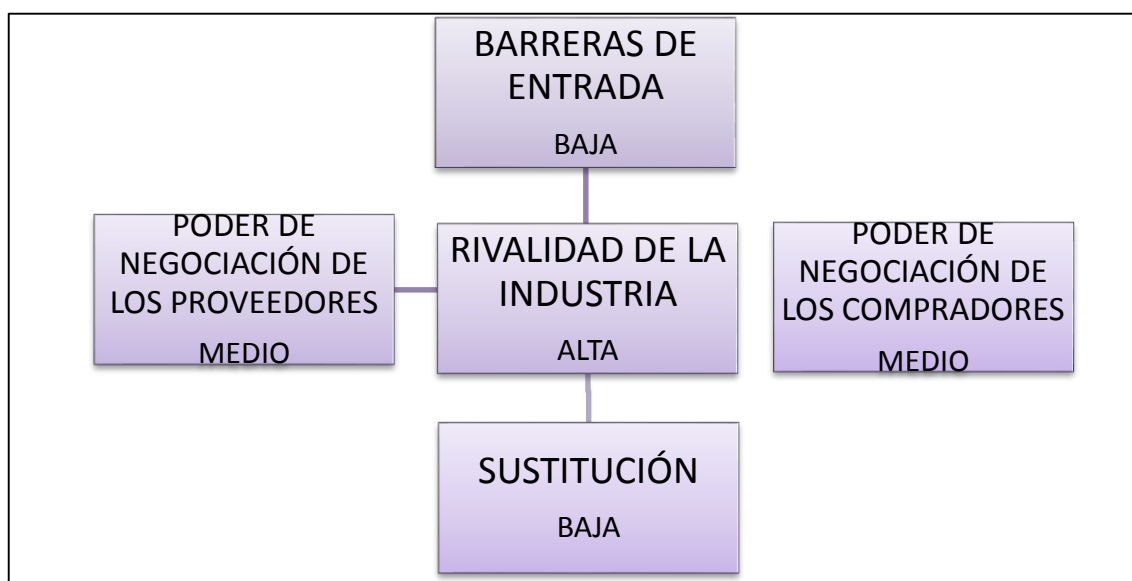 BARRERAS DE
ENTRADA
BAJA
PODER DE
NEGOCIACIÓN DE
LOS PROVEEDORES
MEDIO
RIVALIDAD DE LA
INDUSTRIA
ALTA
PODER DE
NEGOCIACIÓN DE
LOS COMPRADORES
MEDIO
SUSTITUCIÓN
BAJA